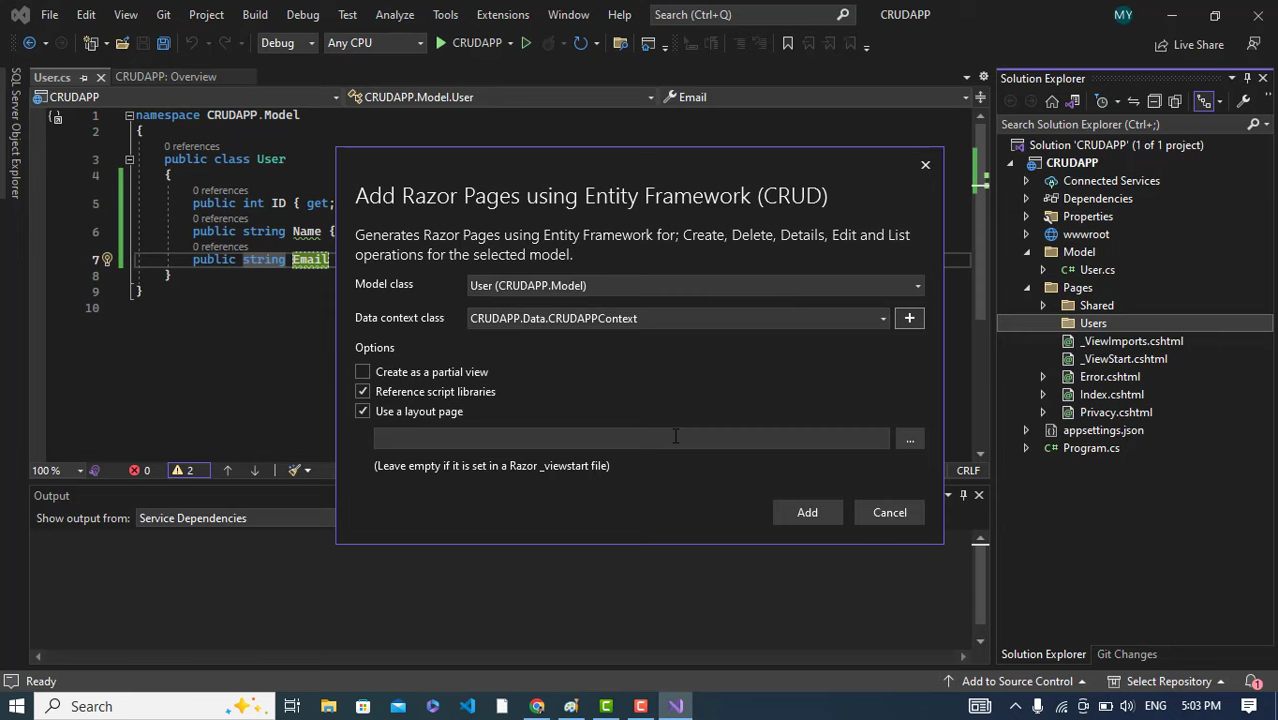 File Edit View Git Project Build Debug Test Analyze Tools Extensions Window Help Search (Ctrl+Q) CRUDAPP MY
Debug Any CPU CRUDAPP Live Share
User.cs CRUDAPP: Overview
CRUDAPP CRUDAPP.Model.User Email
SQL Server Object Explorer
1 namespace CRUDAPP.Model
2 {
0 references
3 public class User
4 {
0 references
5 public int ID { get;
0 references
6 public string Name {
0 references
7 public string Email
8 }
9 }
10
Add Razor Pages using Entity Framework (CRUD)
Generates Razor Pages using Entity Framework for; Create, Delete, Details, Edit and List
operations for the selected model.
Model class User (CRUDAPP.Model)
Data context class CRUDAPP.Data.CRUDAPPContext +
Options
Create as a partial view
Reference script libraries
Use a layout page
...
(Leave empty if it is set in a Razor _viewstart file)
Add Cancel
100 % 0 2 CRLF
Output
Show output from: Service Dependencies
Solution Explorer
Search Solution Explorer (Ctrl+;)
Solution 'CRUDAPP' (1 of 1 project)
CRUDAPP
Connected Services
Dependencies
Properties
wwwroot
Model
User.cs
Pages
Shared
Users
_ViewImports.cshtml
_ViewStart.cshtml
Error.cshtml
Index.cshtml
Privacy.cshtml
appsettings.json
Program.cs
Solution Explorer Git Changes
Ready Add to Source Control Select Repository 1
Search 5:03 PM